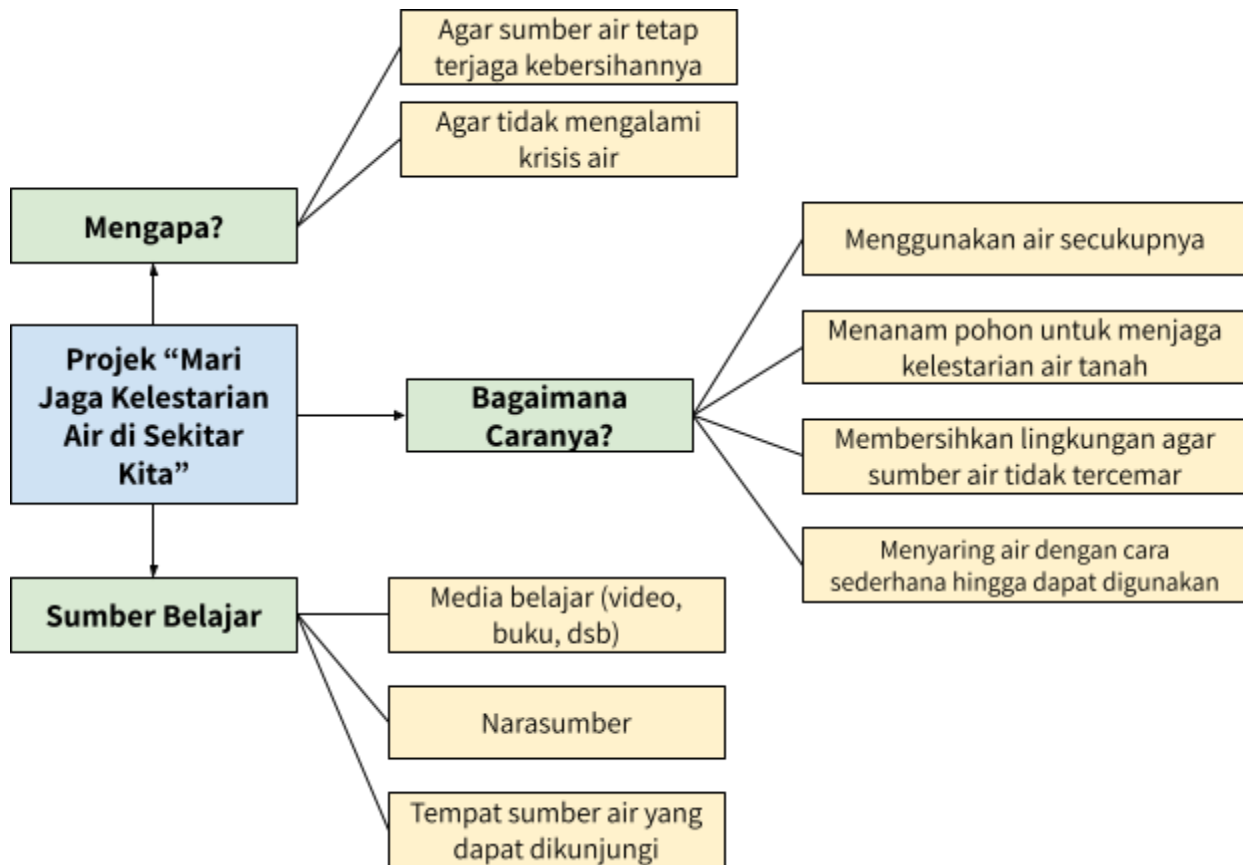 Agar sumber air tetap
terjaga kebersihannya
Agar tidak mengalami
krisis air
Mengapa?
Projek “Mari
Jaga Kelestarian
Air di Sekitar
Kita”
Bagaimana
Caranya?
Menggunakan air secukupnya
Menanam pohon untuk menjaga
kelestarian air tanah
Membersihkan lingkungan agar
sumber air tidak tercemar
Menyaring air dengan cara
sederhana hingga dapat digunakan
Sumber Belajar
Media belajar (video,
buku, dsb)
Narasumber
Tempat sumber air yang
dapat dikunjungi